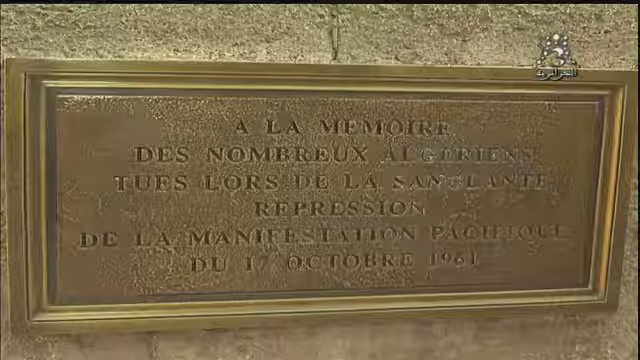 الجزائرية
A LA MEMOIRE
DES NOMBREUX ALGERIENS
TUES LORS DE LA SANGLANTE
REPRESSION
DE LA MANIFESTATION PACIFIQUE
DU 17 OCTOBRE 1961